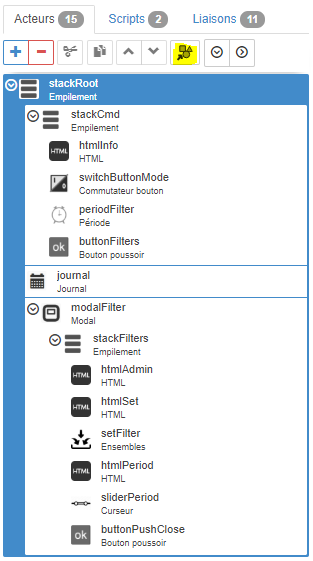 Acteurs 15 Scripts 2 Liaisons 11
stackRoot
Empilement
stackCmd
Empilement
HTML htmlInfo
HTML
switchButtonMode
Commutateur bouton
periodFilter
Période
ok buttonFilters
Bouton poussoir
journal
Journal
modalFilter
Modal
stackFilters
Empilement
HTML htmlAdmin
HTML
HTML htmlSet
HTML
setFilter
Ensembles
HTML htmlPeriod
HTML
sliderPeriod
Curseur
ok buttonPushClose
Bouton poussoir